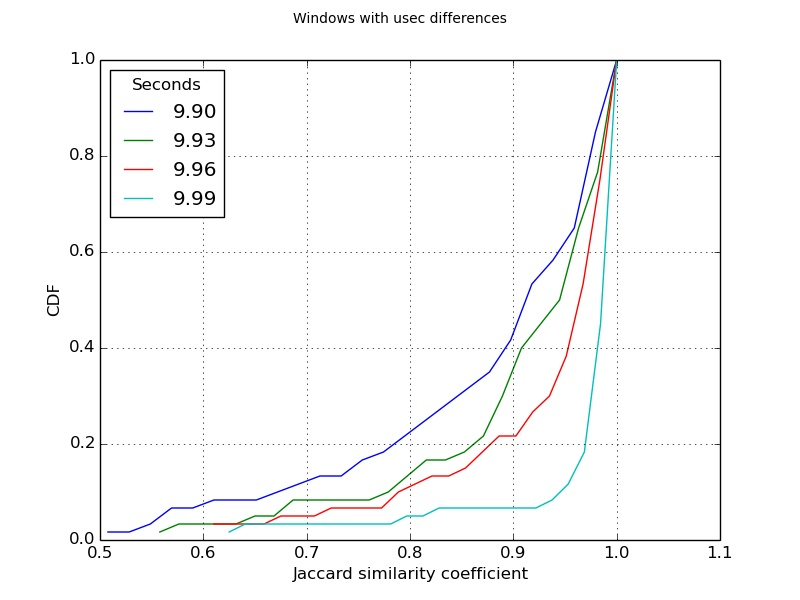 Windows with usec differences
Seconds
9.90
9.93
9.96
9.99
1.0
0.8
0.6
0.4
0.2
0.0
CDF
0.5 0.6 0.7 0.8 0.9 1.0 1.1
Jaccard similarity coefficient